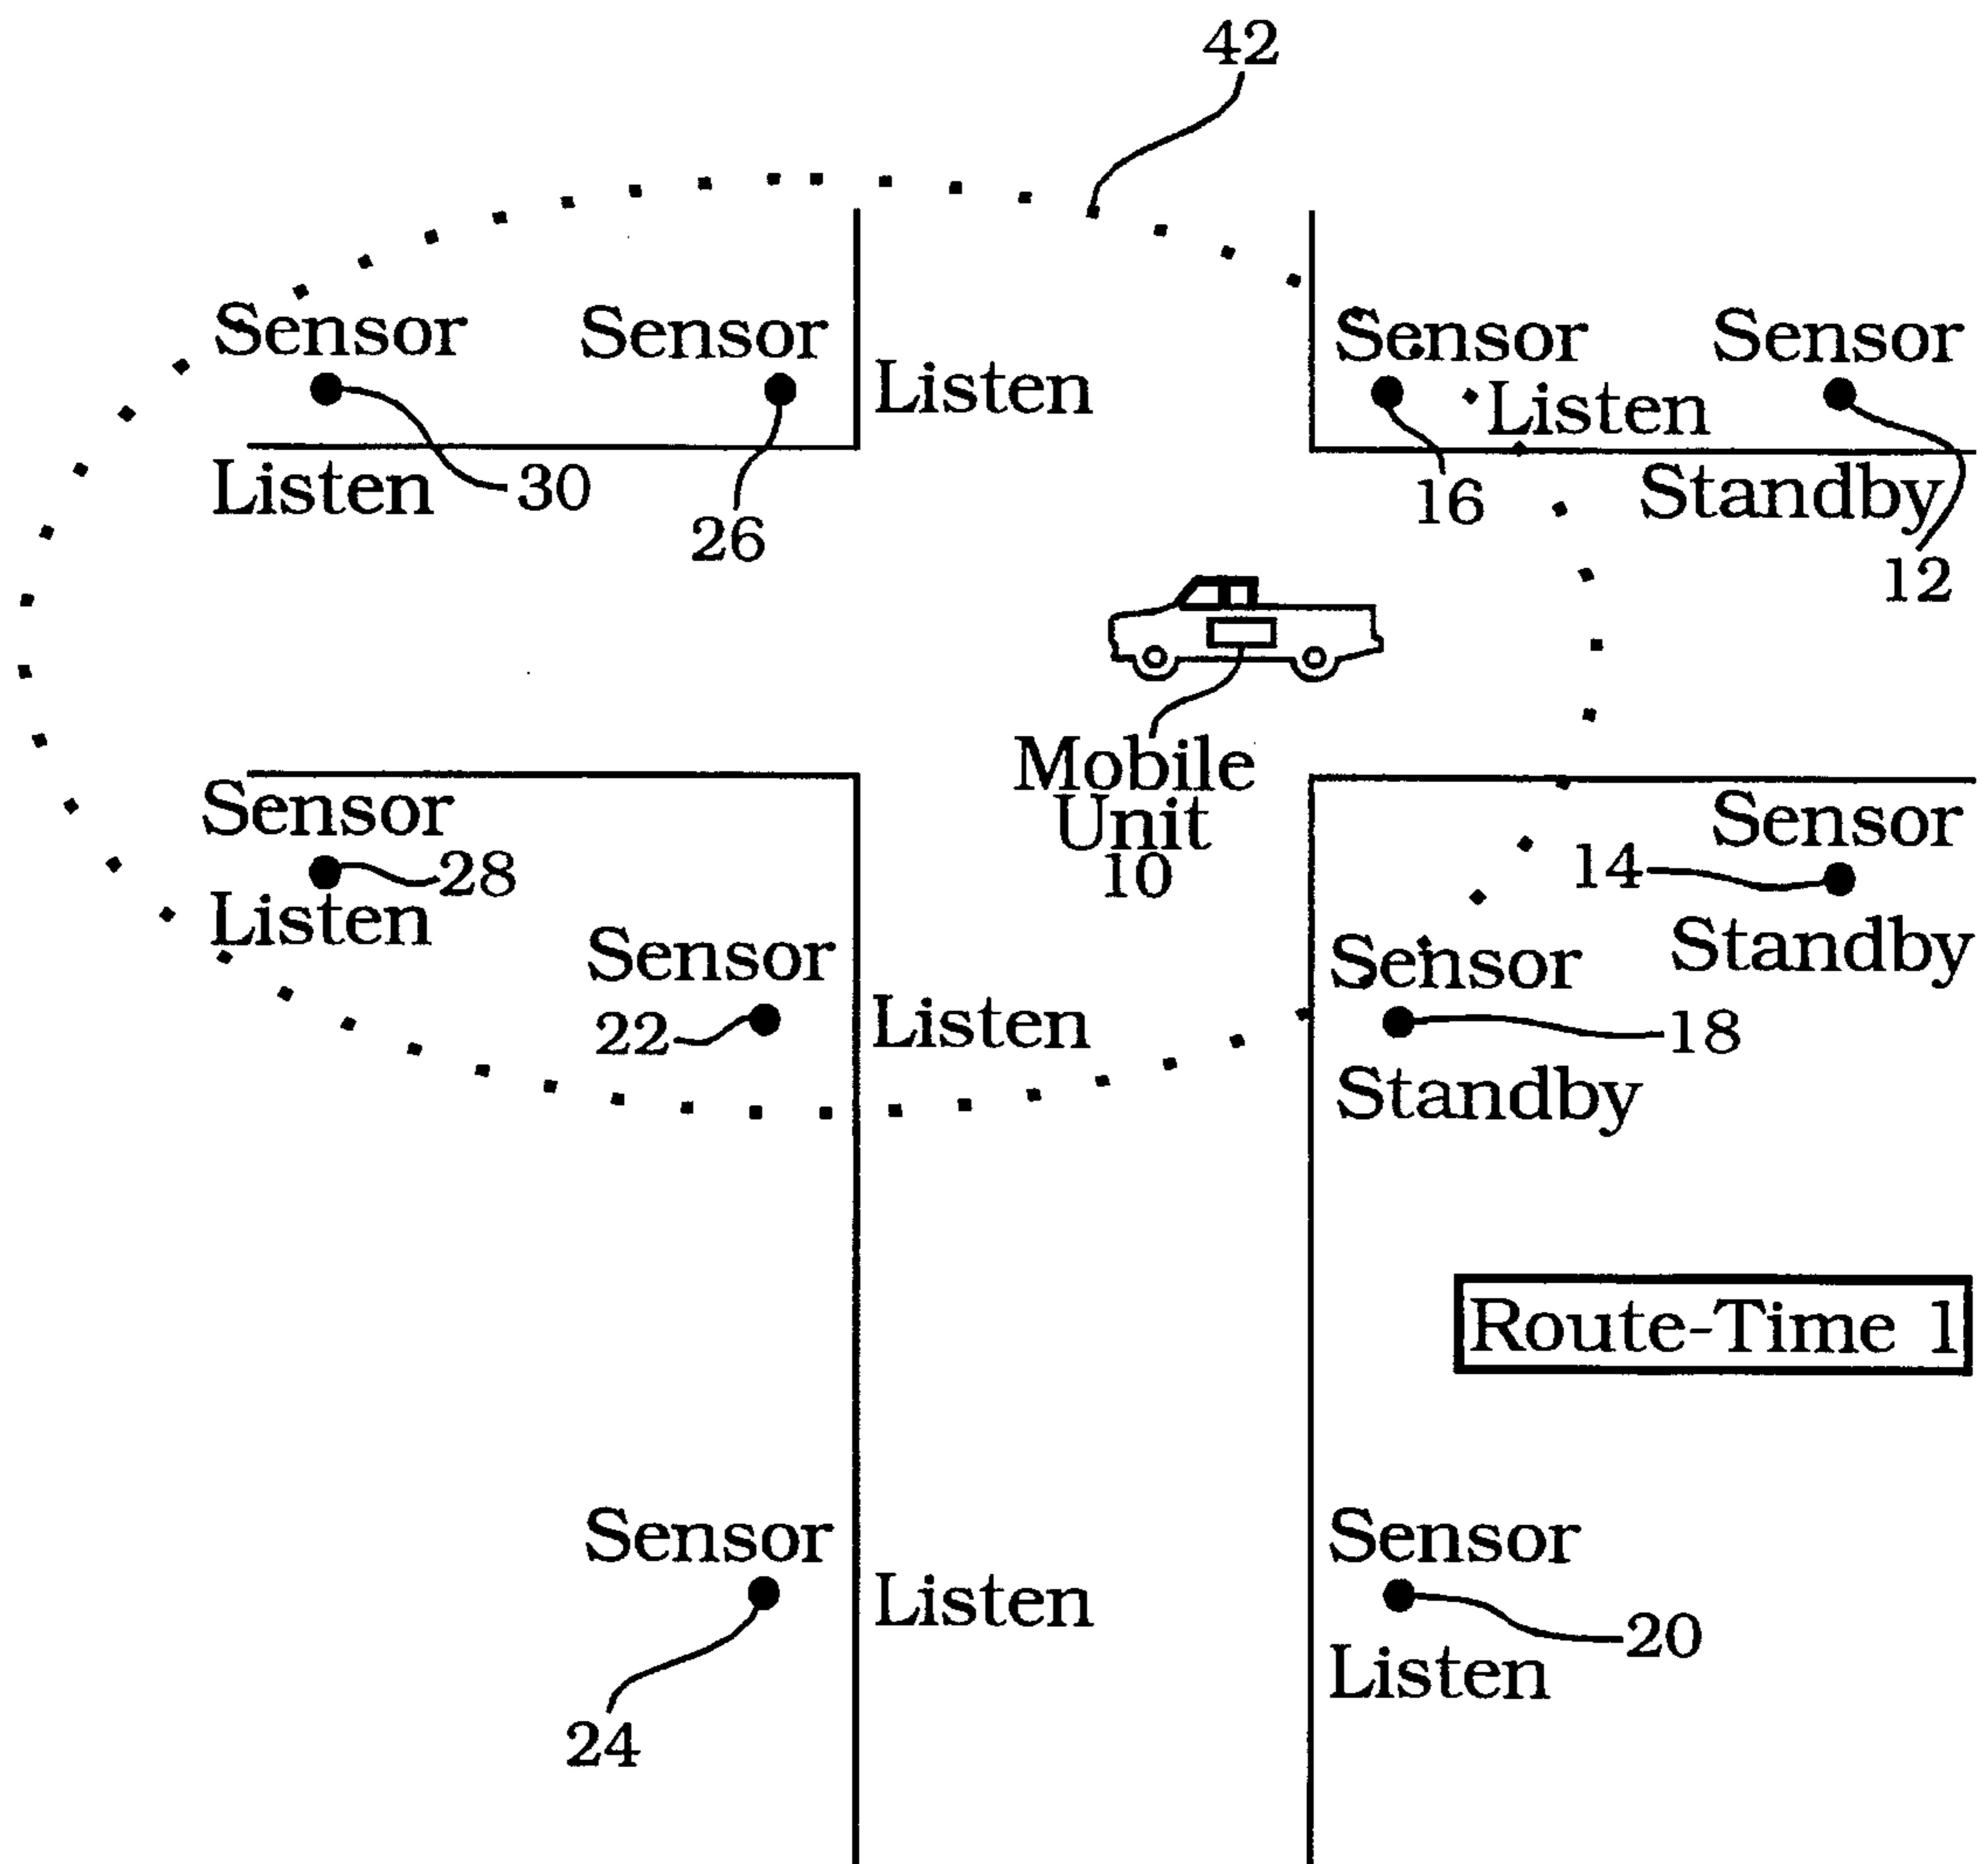 42
Sensor
Sensor
Listen
Sensor
Listen
Sensor
Listen
30
26
16
Standby
12
Mobile
Unit
10
Sensor
28
Listen
Sensor
22
Listen
Sensor
14
Standby
Sensor
18
Standby
Route-Time 1
Sensor
Listen
24
Sensor
20
Listen